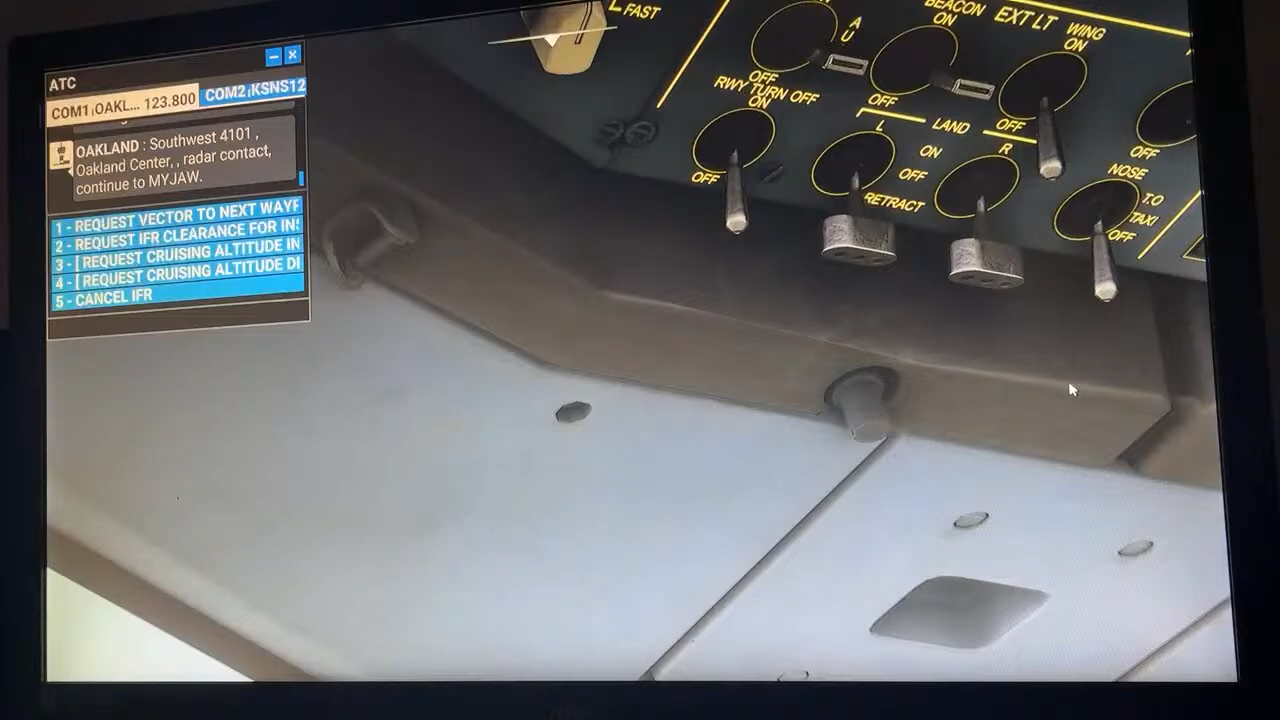 ATC
COM1 OAKL... 123.800
COM2 KSNS12
OAKLAND : Southwest 4101 ,
Oakland Center, , radar contact,
continue to MYJAW.
1 - REQUEST VECTOR TO NEXT WAYP
2 - REQUEST IFR CLEARANCE FOR INS
3 - [ REQUEST CRUISING ALTITUDE IN
4 - [ REQUEST CRUISING ALTITUDE DI
5 - CANCEL IFR
FAST
BEACON
ON
EXT LT
WING
ON
A
U
OFF
OFF
OFF
OFF
RWY TURN OFF
ON
OFF
L
LAND
R
ON
OFF
RETRACT
NOSE
T.O
TAXI
OFF